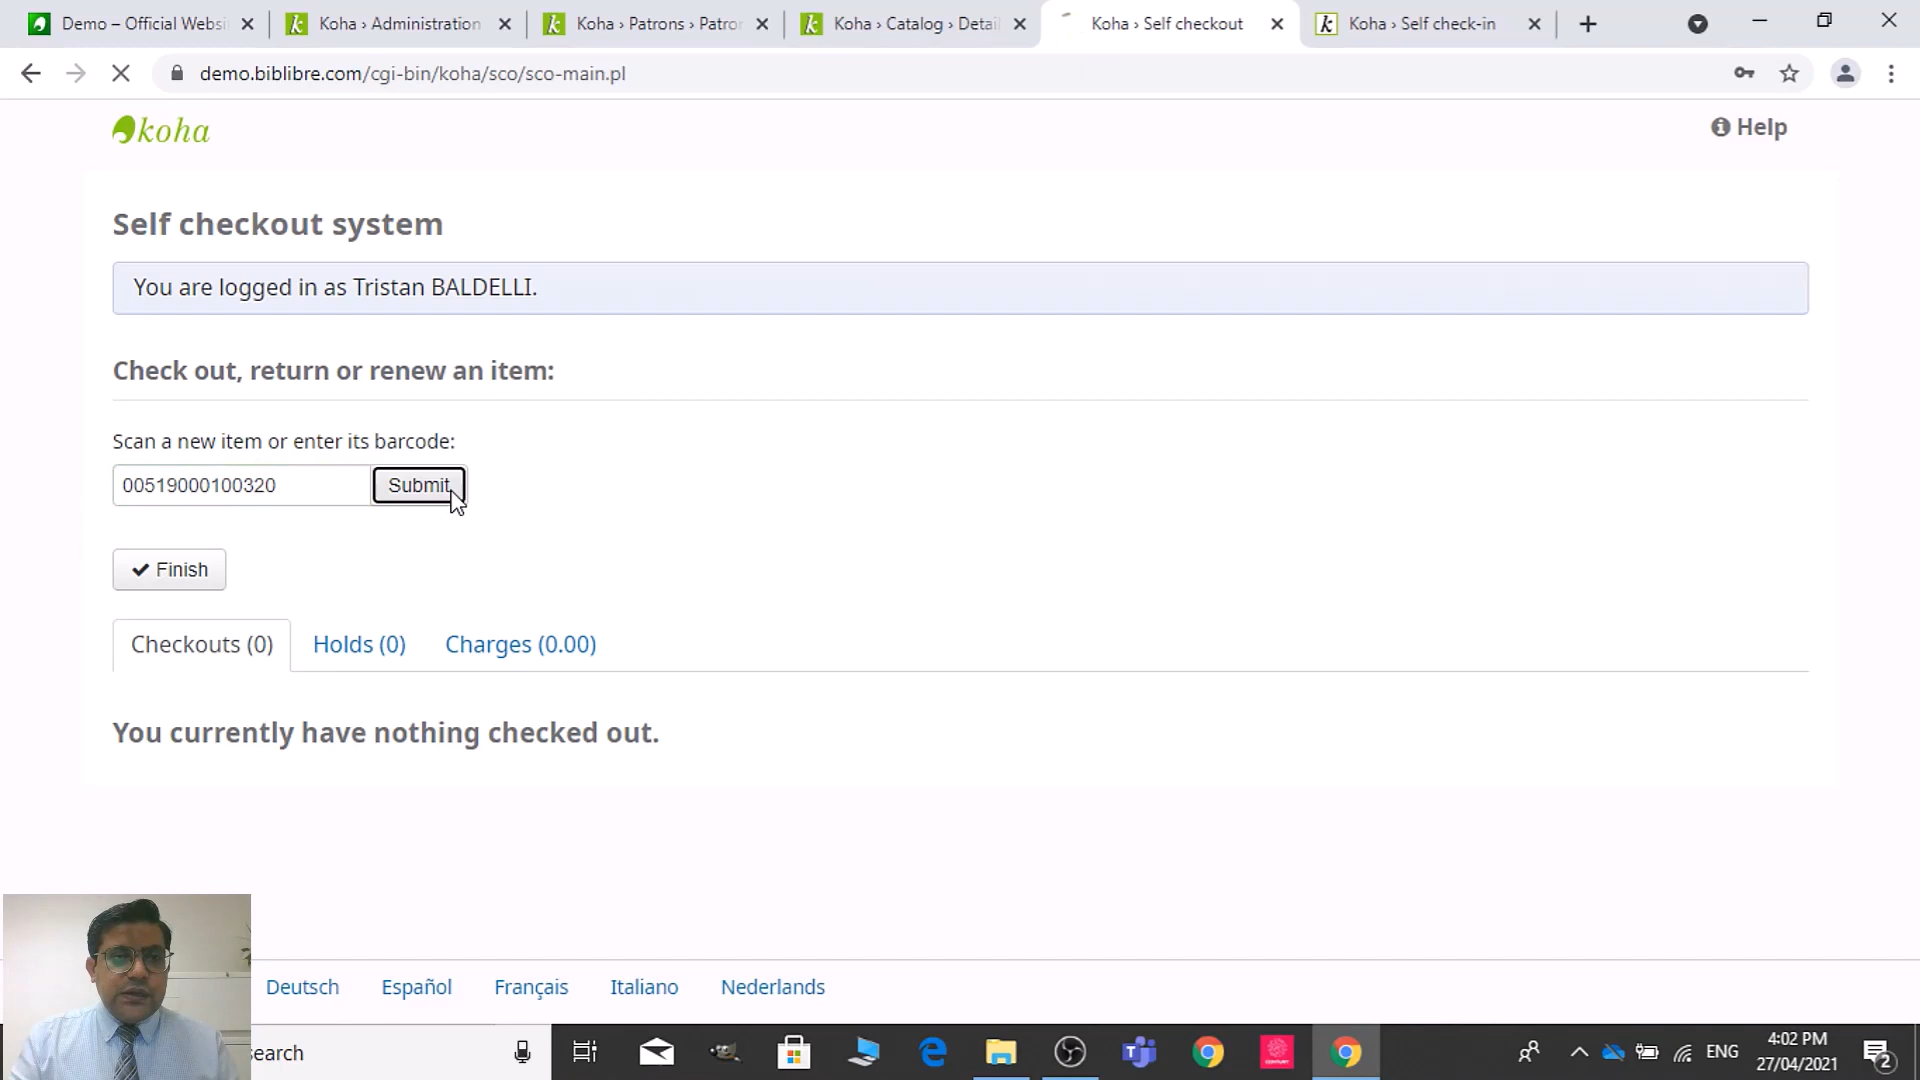 Demo – Official Websi
Koha › Administration
Koha › Patrons › Patror
Koha › Catalog › Detail
Koha › Self checkout
Koha › Self check-in
demo.biblibre.com/cgi-bin/koha/sco/sco-main.pl
koha
Help
Self checkout system
You are logged in as Tristan BALDELLI.
Check out, return or renew an item:
Scan a new item or enter its barcode:
00519000100320
Submit
Finish
Checkouts (0)
Holds (0)
Charges (0.00)
You currently have nothing checked out.
Deutsch
Español
Français
Italiano
Nederlands
earch
ENG
4:02 PM
27/04/2021
2